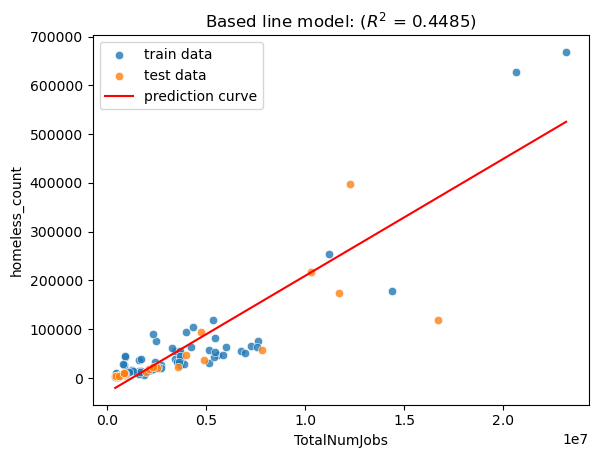 Based line model: (R² = 0.4485)
train data
test data
prediction curve
homeless_count
700000
600000
500000
400000
300000
200000
100000
0
0.0 0.5 1.0 1.5 2.0
1e7
TotalNumJobs